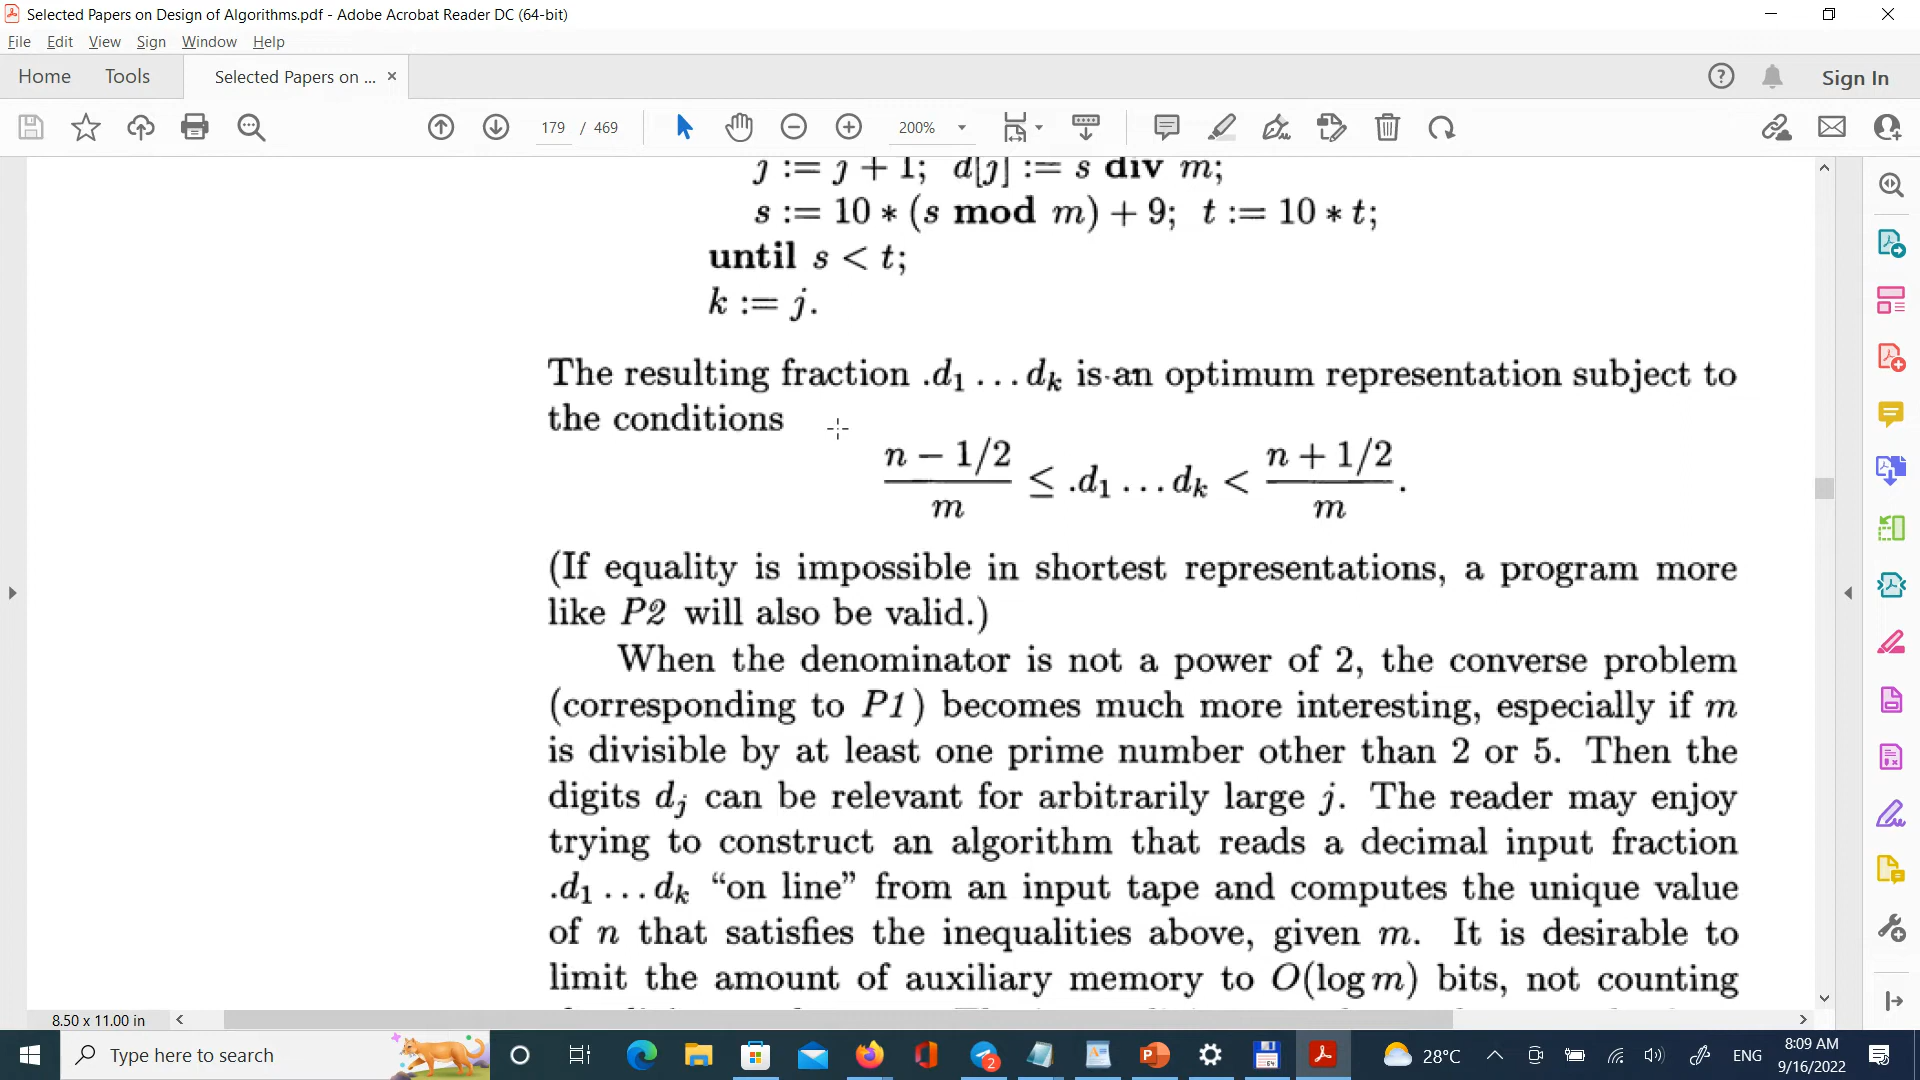 Selected Papers on Design of Algorithms.pdf - Adobe Acrobat Reader DC (64-bit)
File Edit View Sign Window Help
Home Tools Selected Papers on ... × Sign In
179 / 469 200%
j := j + 1; d[j] := s div m;
s := 10 * (s mod m) + 9; t := 10 * t;
until s < t;
k := j.
The resulting fraction .d₁ ... dₖ is an optimum representation subject to
the conditions
(n − 1/2)/m ≤ .d₁ ... dₖ < (n + 1/2)/m.
(If equality is impossible in shortest representations, a program more
like P2 will also be valid.)
When the denominator is not a power of 2, the converse problem
(corresponding to P1) becomes much more interesting, especially if m
is divisible by at least one prime number other than 2 or 5. Then the
digits dⱼ can be relevant for arbitrarily large j. The reader may enjoy
trying to construct an algorithm that reads a decimal input fraction
.d₁ ... dₖ “on line” from an input tape and computes the unique value
of n that satisfies the inequalities above, given m. It is desirable to
limit the amount of auxiliary memory to O(log m) bits, not counting
8.50 x 11.00 in
Type here to search
2
64
28°C
ENG
8:09 AM
9/16/2022